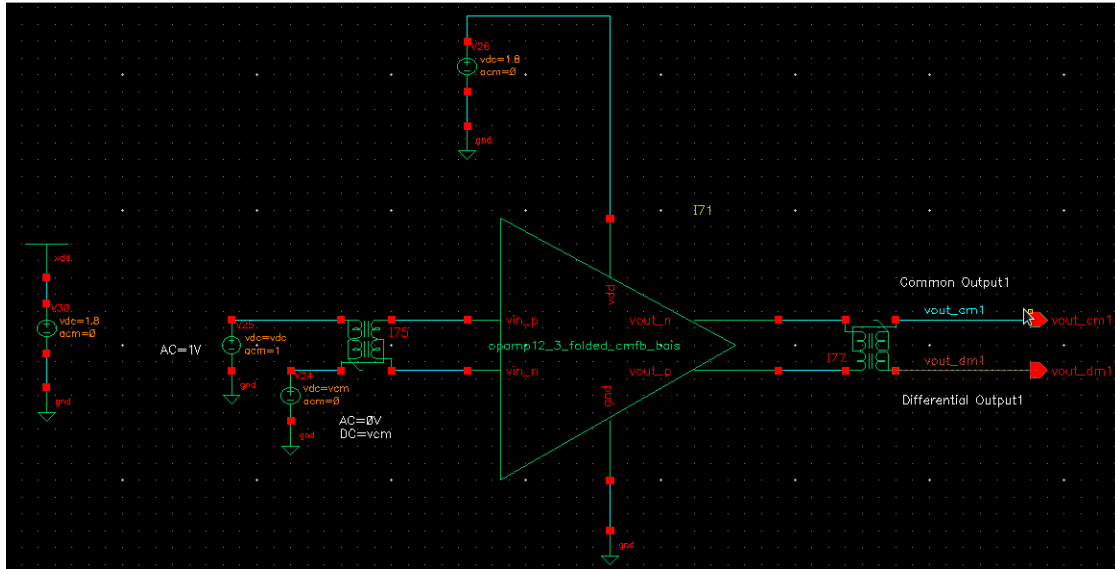 V26
vdc=1.8
acm=0
gnd
I71
vdd
V30
vdc=1.8
acm=0
gnd
AC=1V
V25
vdc=vdc
acm=1
gnd
I75
V24
vdc=vcm
acm=0
gnd
AC=0V
DC=vcm
vdd
vin_p
vout_n
opamp12_3_folded_cmfb_bais
vin_n
vout_p
gnd
gnd
I77
Common Output1
vout_cm1
vout_cm1
vout_dm1
vout_dm1
Differential Output1